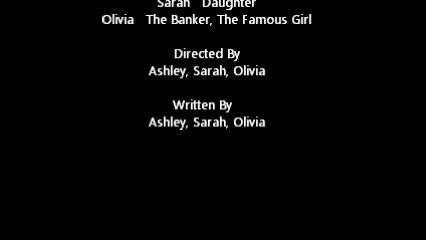 Sarah Daughter
Olivia The Banker, The Famous Girl
Directed By
Ashley, Sarah, Olivia
Written By
Ashley, Sarah, Olivia